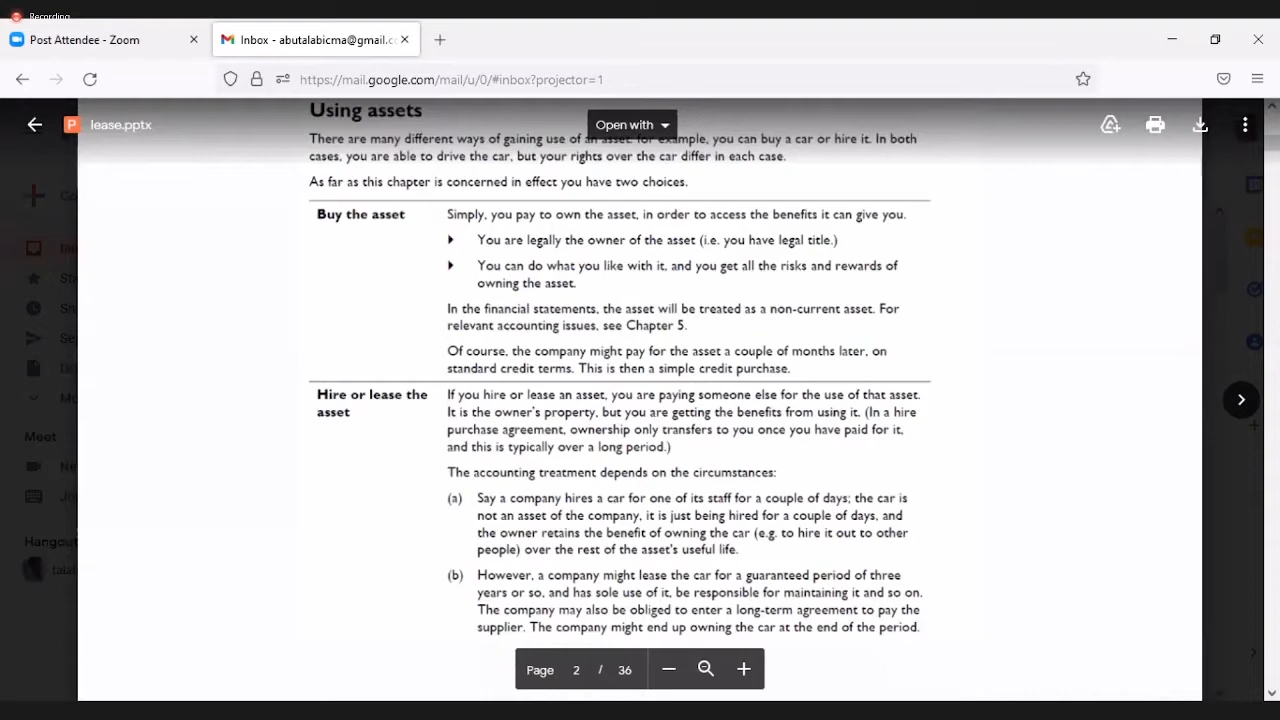 Recording
Post Attendee - Zoom
Inbox - abutalabicma@gmail.c
https://mail.google.com/mail/u/0/#inbox?projector=1
lease.pptx
Open with
Using assets
There are many different ways of gaining use of an asset: for example, you can buy a car or hire it. In both
cases, you are able to drive the car, but your rights over the car differ in each case.
As far as this chapter is concerned in effect you have two choices.
Buy the asset
Simply, you pay to own the asset, in order to access the benefits it can give you.
You are legally the owner of the asset (i.e. you have legal title.)
You can do what you like with it, and you get all the risks and rewards of
owning the asset.
In the financial statements, the asset will be treated as a non-current asset. For
relevant accounting issues, see Chapter 5.
Of course, the company might pay for the asset a couple of months later, on
standard credit terms. This is then a simple credit purchase.
Hire or lease the
asset
If you hire or lease an asset, you are paying someone else for the use of that asset.
It is the owner's property, but you are getting the benefits from using it. (In a hire
purchase agreement, ownership only transfers to you once you have paid for it,
and this is typically over a long period.)
The accounting treatment depends on the circumstances:
(a) Say a company hires a car for one of its staff for a couple of days; the car is
not an asset of the company, it is just being hired for a couple of days, and
the owner retains the benefit of owning the car (e.g. to hire it out to other
people) over the rest of the asset's useful life.
(b) However, a company might lease the car for a guaranteed period of three
years or so, and has sole use of it, be responsible for maintaining it and so on.
The company may also be obliged to enter a long-term agreement to pay the
supplier. The company might end up owning the car at the end of the period.
Meet
Hangout
Page 2 / 36